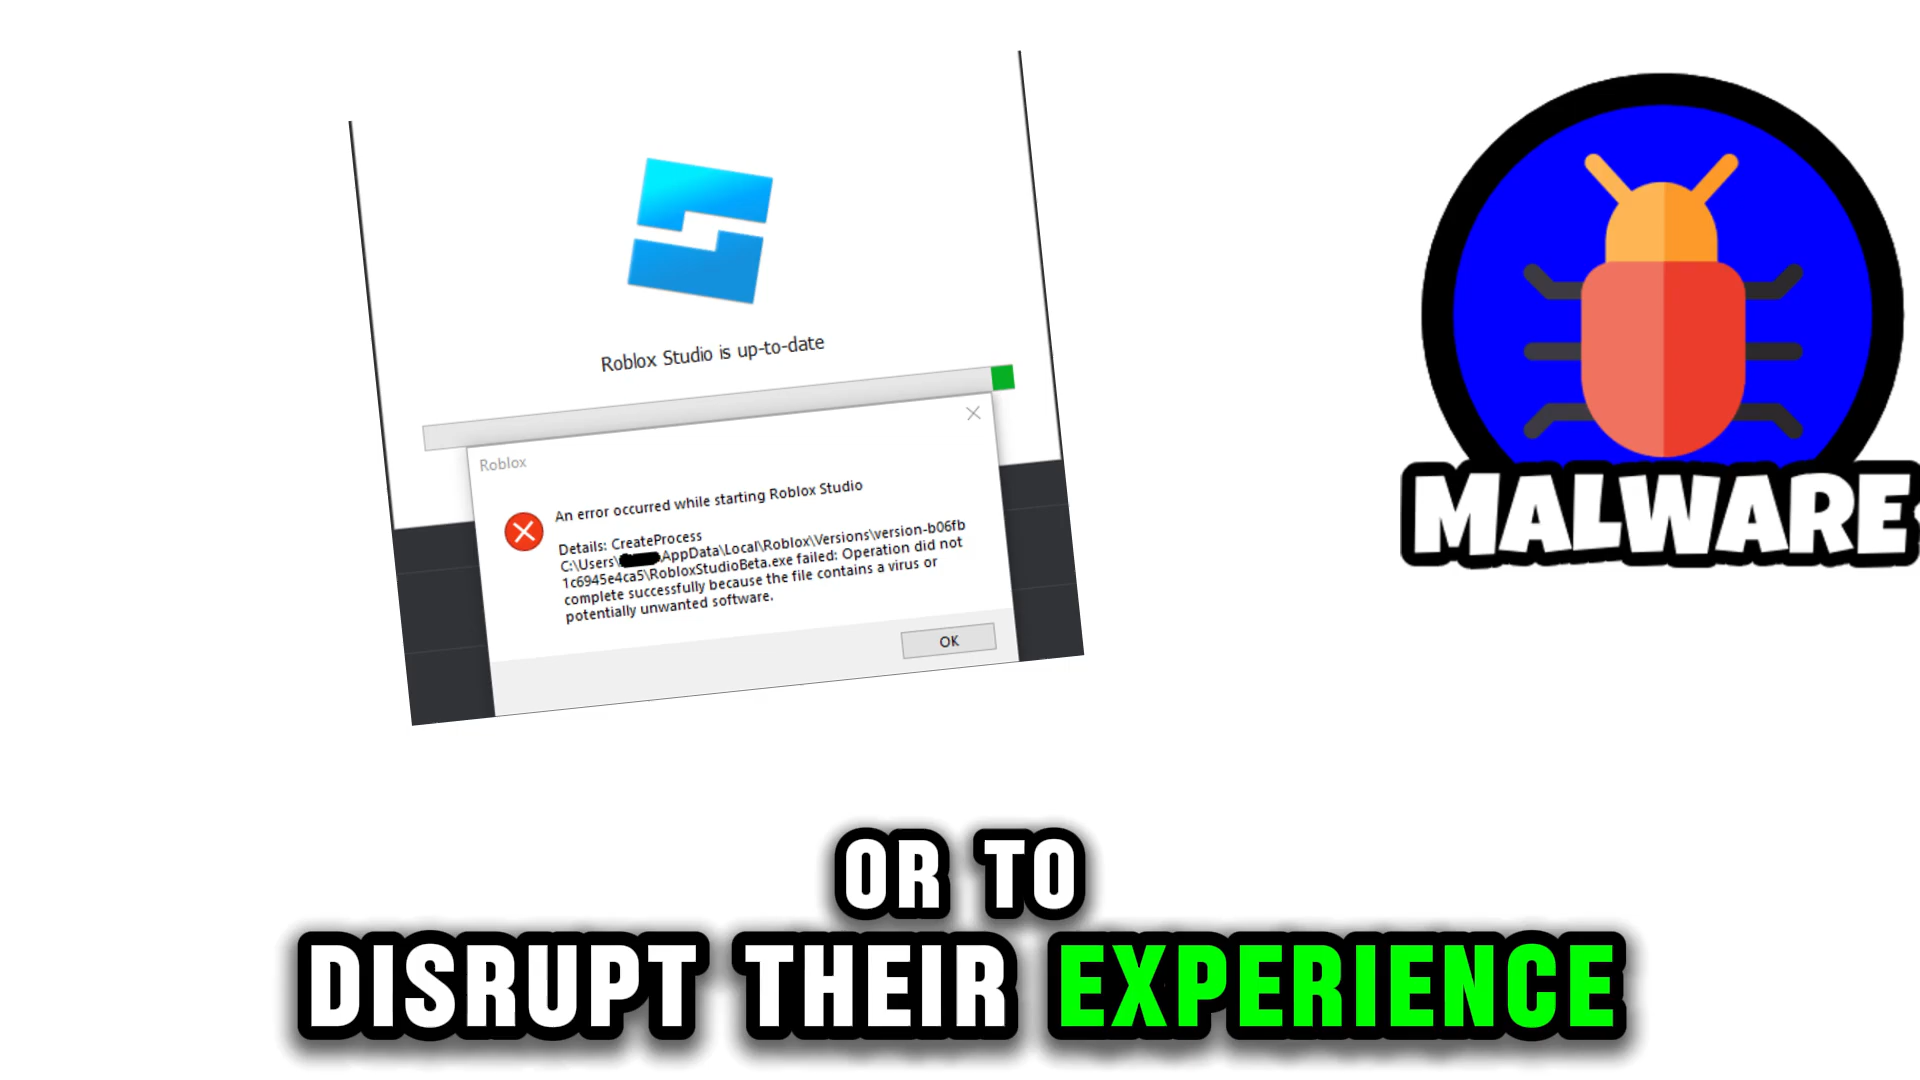 Roblox Studio is up-to-date
Roblox
An error occurred while starting Roblox Studio
Details: CreateProcess
C:\Users\ AppData\Local\Roblox\Versions\version-b06fb
1c6945e4ca5\RobloxStudioBeta.exe failed: Operation did not
complete successfully because the file contains a virus or
potentially unwanted software.
OK
MALWARE
OR TO
DISRUPT THEIR EXPERIENCE